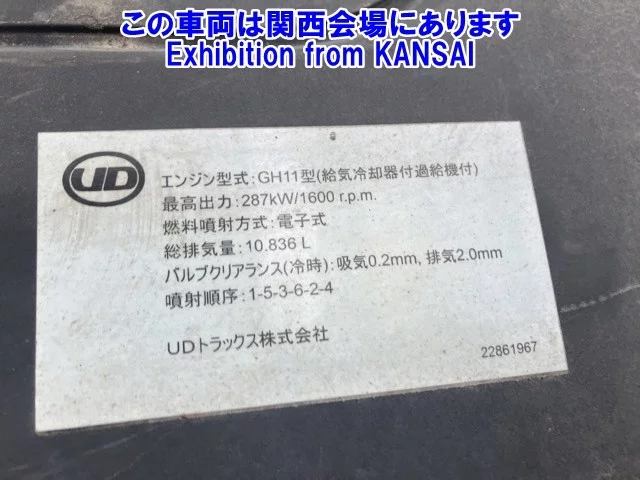 この車両は関西会場にあります
Exhibition from KANSAI
UD
エンジン型式:GH11型(給気冷却器付過給機付)
最高出力:287kW/1600 r.p.m.
燃料噴射方式:電子式
総排気量:10.836 L
バルブクリアランス(冷時):吸気0.2mm, 排気2.0mm
噴射順序:1-5-3-6-2-4
UDトラックス株式会社
22861967